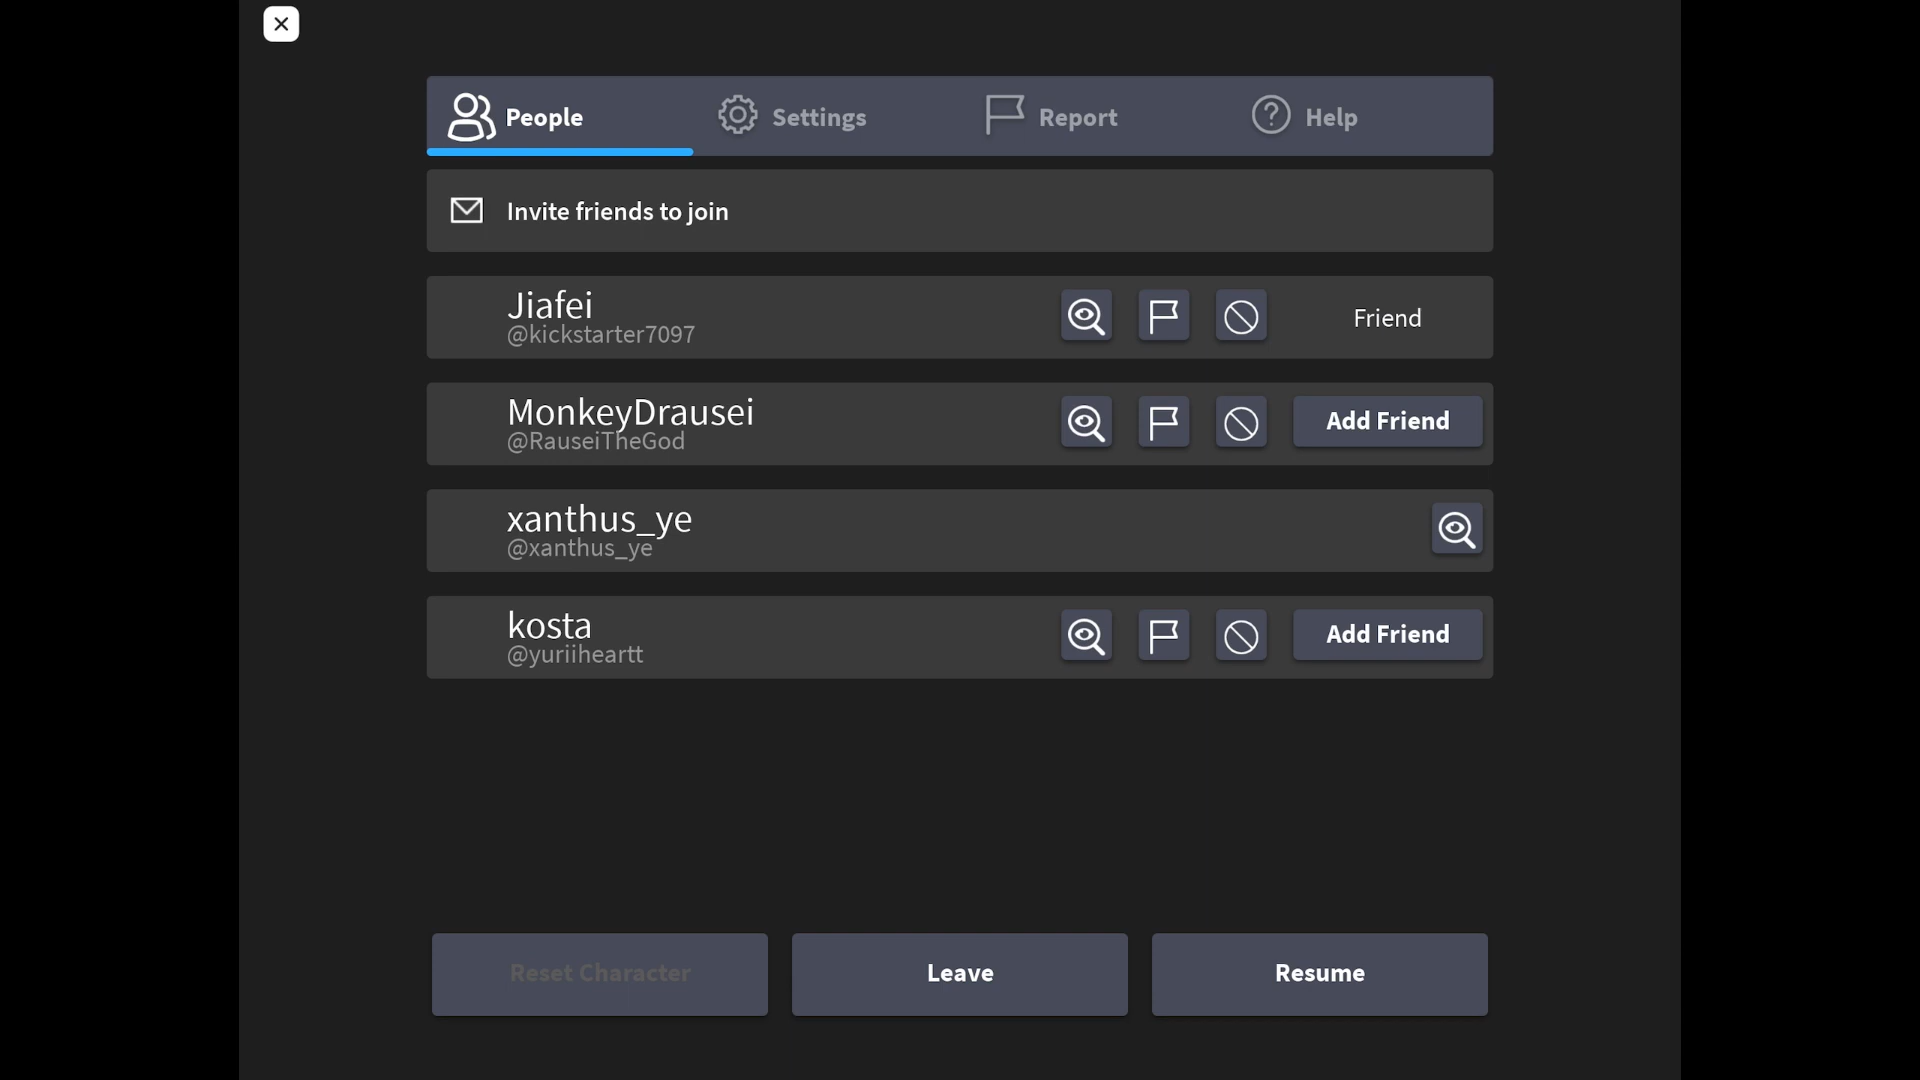 People
Settings
Report
Help
Invite friends to join
Jiafei
@kickstarter7097
Friend
MonkeyDrausei
@RauseiTheGod
Add Friend
xanthus_ye
@xanthus_ye
kosta
@yuriiheartt
Add Friend
Reset Character
Leave
Resume